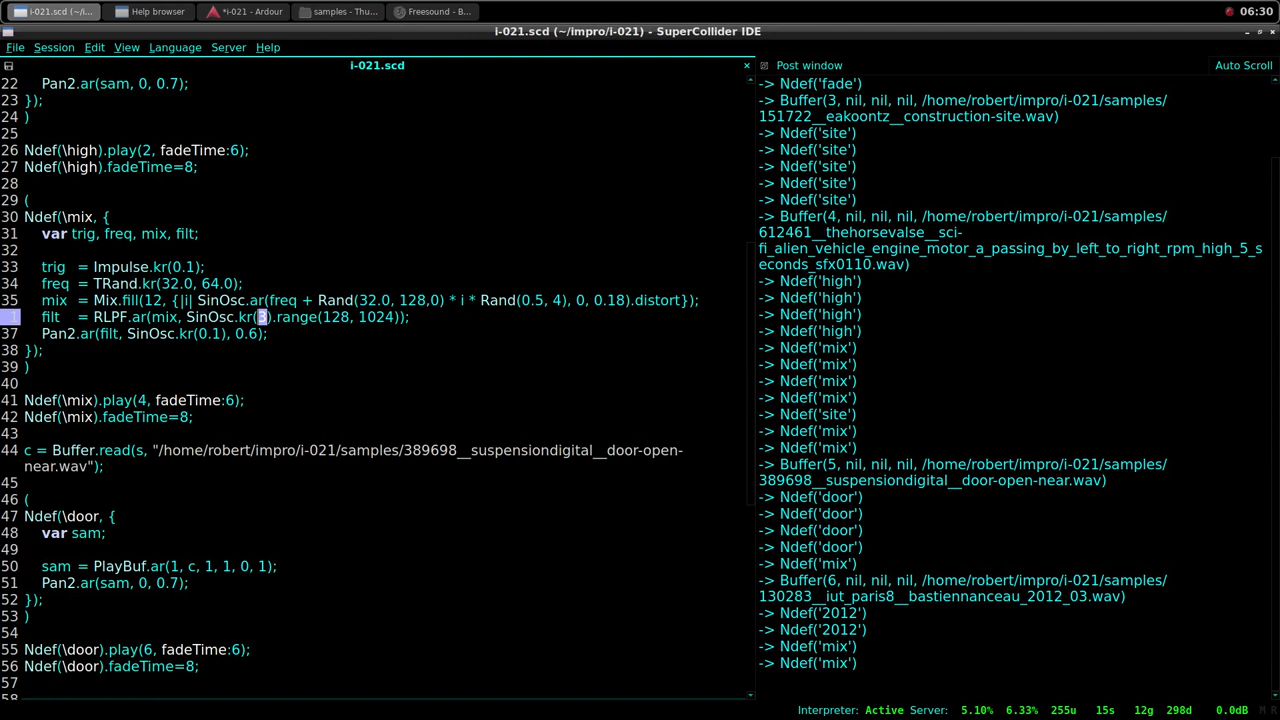 i-021.scd (~/i...
Help browser
*i-021 - Ardour
samples - Thu...
Freesound - B...
06:30
i-021.scd (~/impro/i-021) - SuperCollider IDE
File Session Edit View Language Server Help
i-021.scd
Post window
Auto Scroll
22 Pan2.ar(sam, 0, 0.7);
23 });
24 )
25
26 Ndef(\high).play(2, fadeTime:6);
27 Ndef(\high).fadeTime=8;
28
29 (
30 Ndef(\mix, {
31 var trig, freq, mix, filt;
32
33 trig = Impulse.kr(0.1);
34 freq = TRand.kr(32.0, 64.0);
35 mix = Mix.fill(12, {|i| SinOsc.ar(freq + Rand(32.0, 128,0) * i * Rand(0.5, 4), 0, 0.18).distort});
1 filt = RLPF.ar(mix, SinOsc.kr(3).range(128, 1024));
37 Pan2.ar(filt, SinOsc.kr(0.1), 0.6);
38 });
39 )
40
41 Ndef(\mix).play(4, fadeTime:6);
42 Ndef(\mix).fadeTime=8;
43
44 c = Buffer.read(s, "/home/robert/impro/i-021/samples/389698__suspensiondigital__door-open-
near.wav");
45
46 (
47 Ndef(\door, {
48 var sam;
49
50 sam = PlayBuf.ar(1, c, 1, 1, 0, 1);
51 Pan2.ar(sam, 0, 0.7);
52 });
53 )
54
55 Ndef(\door).play(6, fadeTime:6);
56 Ndef(\door).fadeTime=8;
57
58
-> Ndef('fade')
-> Buffer(3, nil, nil, nil, /home/robert/impro/i-021/samples/
151722__eakoontz__construction-site.wav)
-> Ndef('site')
-> Ndef('site')
-> Ndef('site')
-> Ndef('site')
-> Ndef('site')
-> Buffer(4, nil, nil, nil, /home/robert/impro/i-021/samples/
612461__thehorsevalse__sci-
fi_alien_vehicle_engine_motor_a_passing_by_left_to_right_rpm_high_5_s
econds_sfx0110.wav)
-> Ndef('high')
-> Ndef('high')
-> Ndef('high')
-> Ndef('high')
-> Ndef('mix')
-> Ndef('mix')
-> Ndef('mix')
-> Ndef('mix')
-> Ndef('site')
-> Ndef('mix')
-> Ndef('mix')
-> Buffer(5, nil, nil, nil, /home/robert/impro/i-021/samples/
389698__suspensiondigital__door-open-near.wav)
-> Ndef('door')
-> Ndef('door')
-> Ndef('door')
-> Ndef('door')
-> Ndef('mix')
-> Buffer(6, nil, nil, nil, /home/robert/impro/i-021/samples/
130283__iut_paris8__bastiennanceau_2012_03.wav)
-> Ndef('2012')
-> Ndef('2012')
-> Ndef('mix')
-> Ndef('mix')
Interpreter: Active Server: 5.10% 6.33% 255u 15s 12g 298d 0.0dB M R